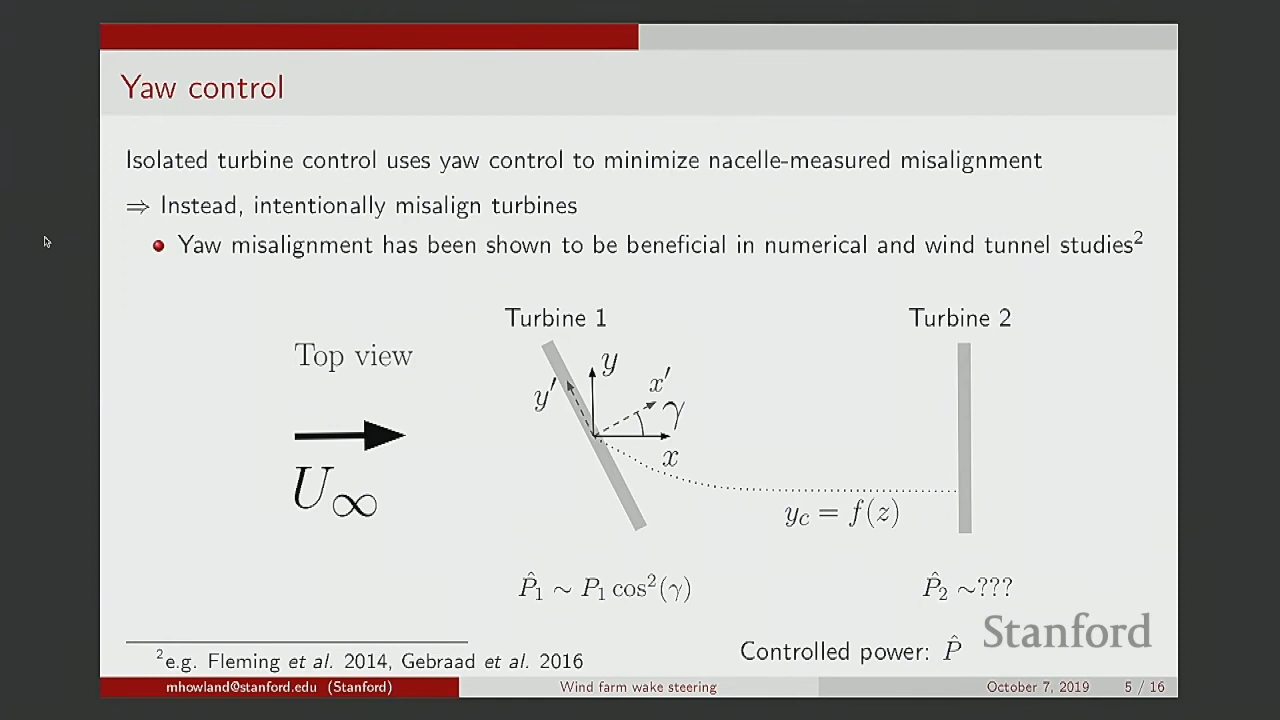 Yaw control
Isolated turbine control uses yaw control to minimize nacelle-measured misalignment
⇒ Instead, intentionally misalign turbines
• Yaw misalignment has been shown to be beneficial in numerical and wind tunnel studies²
Turbine 1
Turbine 2
Top view
y
x′
y′
γ
x
U∞
y_c = f(z)
P̂₁ ∼ P₁ cos²(γ)
P̂₂ ∼???
Stanford
Controlled power: P̂
²e.g. Fleming et al. 2014, Gebraad et al. 2016
mhowland@stanford.edu (Stanford)
Wind farm wake steering
October 7, 2019
5 / 16